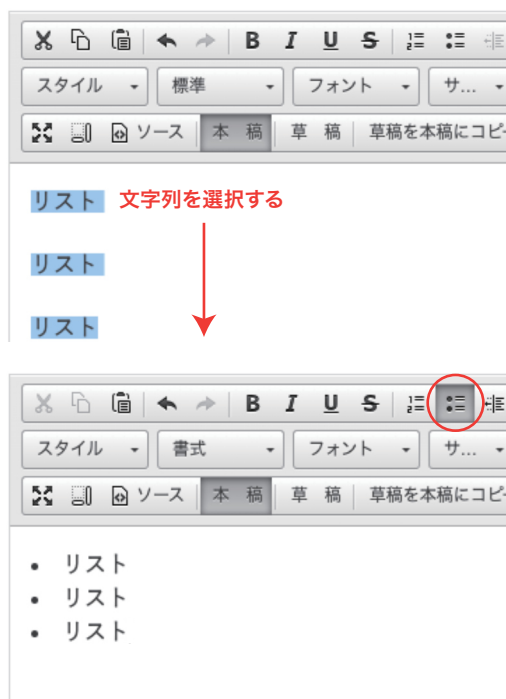 B I U S
スタイル 標準 フォント サ...
ソース 本 稿 草 稿 草稿を本稿にコピ
リスト 文字列を選択する
リスト
リスト
B I U S
スタイル 書式 フォント サ...
ソース 本 稿 草 稿 草稿を本稿にコピ
• リスト
• リスト
• リスト